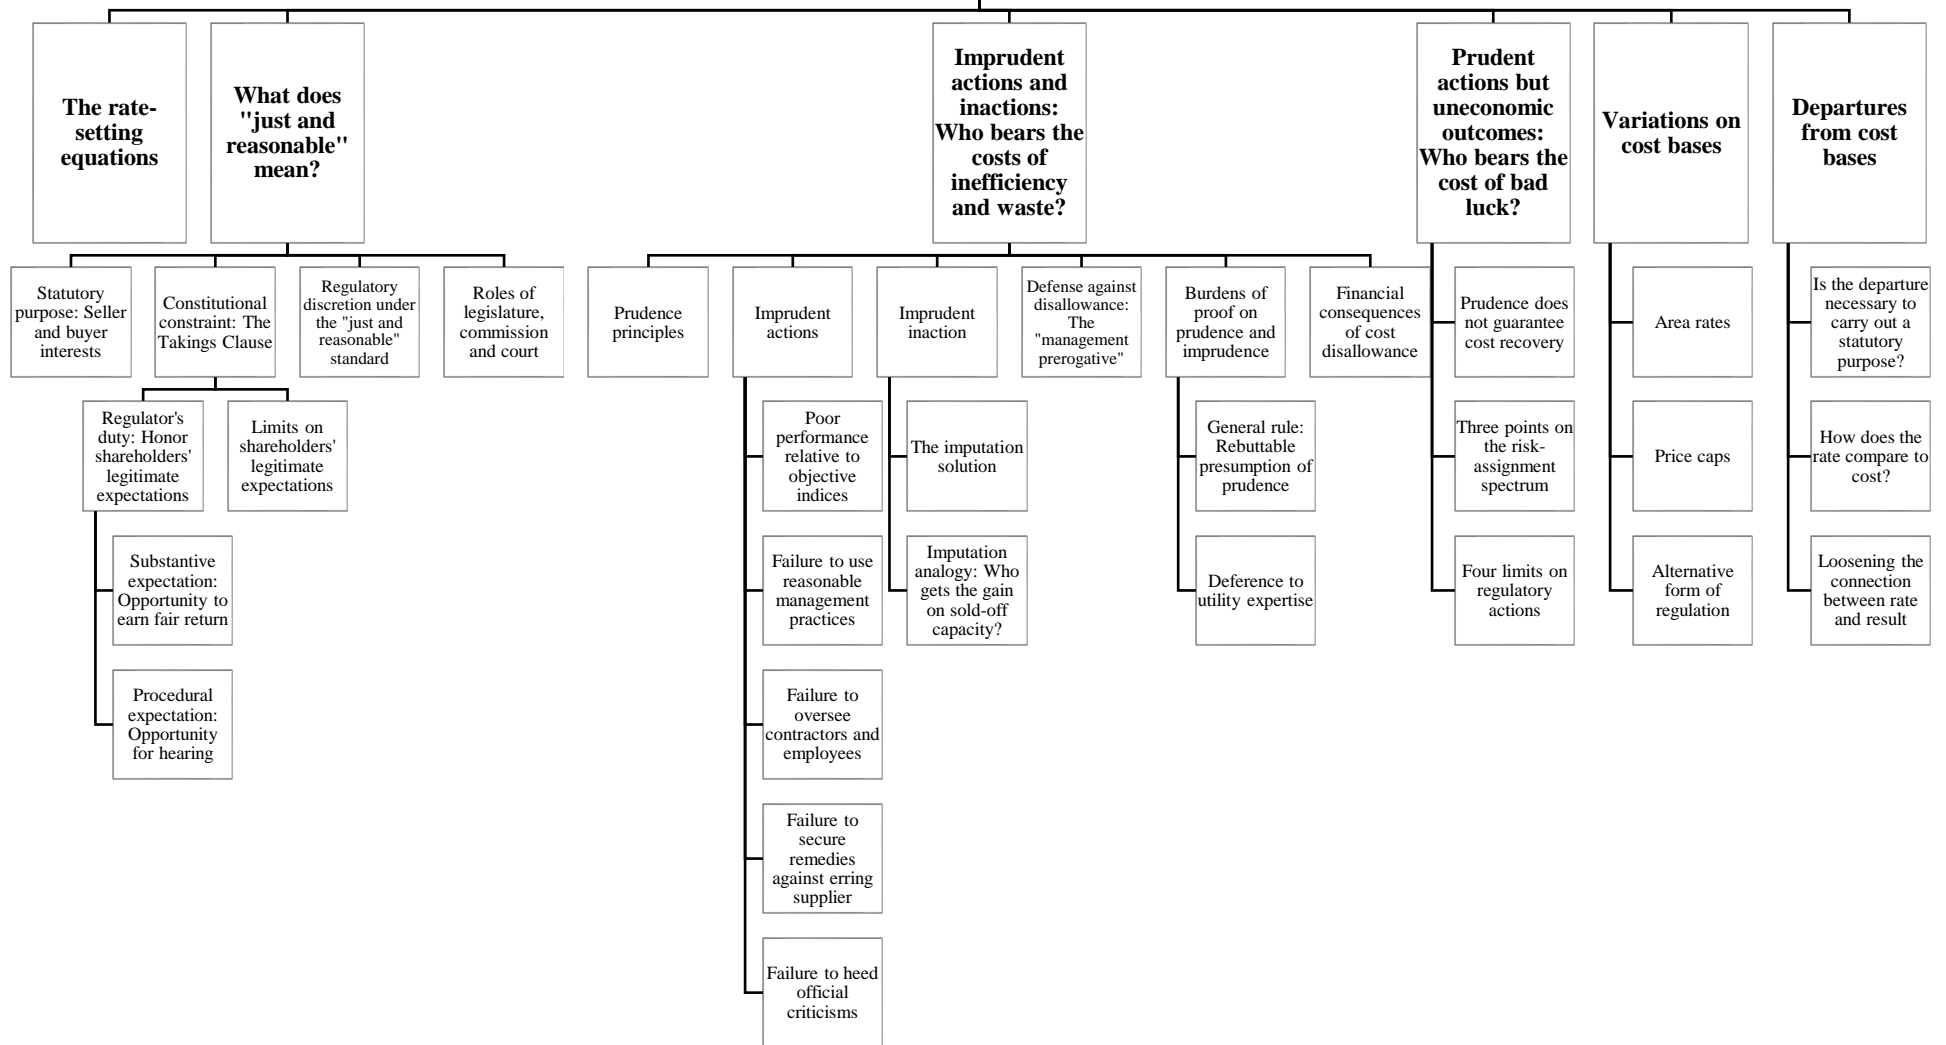 The rate-
setting
equations
What does
"just and
reasonable"
mean?
Imprudent
actions and
inactions:
Who bears the
costs of
inefficiency
and waste?
Prudent
actions but
uneconomic
outcomes:
Who bears the
cost of bad
luck?
Variations on
cost bases
Departures
from cost
bases
Statutory
purpose: Seller
and buyer
interests
Constitutional
constraint: The
Takings Clause
Regulatory
discretion under
the "just and
reasonable"
standard
Roles of
legislature,
commission
and court
Prudence
principles
Imprudent
actions
Imprudent
inaction
Defense against
disallowance:
The
"management
prerogative"
Burdens of
proof on
prudence and
imprudence
Financial
consequences
of cost
disallowance
Prudence does
not guarantee
cost recovery
Area rates
Is the departure
necessary to
carry out a
statutory
purpose?
Regulator's
duty: Honor
shareholders'
legitimate
expectations
Limits on
shareholders'
legitimate
expectations
Poor
performance
relative to
objective
indices
The imputation
solution
General rule:
Rebuttable
presumption of
prudence
Three points on
the risk-
assignment
spectrum
Price caps
How does the
rate compare to
cost?
Substantive
expectation:
Opportunity to
earn fair return
Failure to use
reasonable
management
practices
Imputation
analogy: Who
gets the gain
on sold-off
capacity?
Deference to
utility expertise
Four limits on
regulatory
actions
Alternative
form of
regulation
Loosening the
connection
between rate
and result
Procedural
expectation:
Opportunity
for hearing
Failure to
oversee
contractors and
employees
Failure to
secure
remedies
against erring
supplier
Failure to heed
official
criticisms